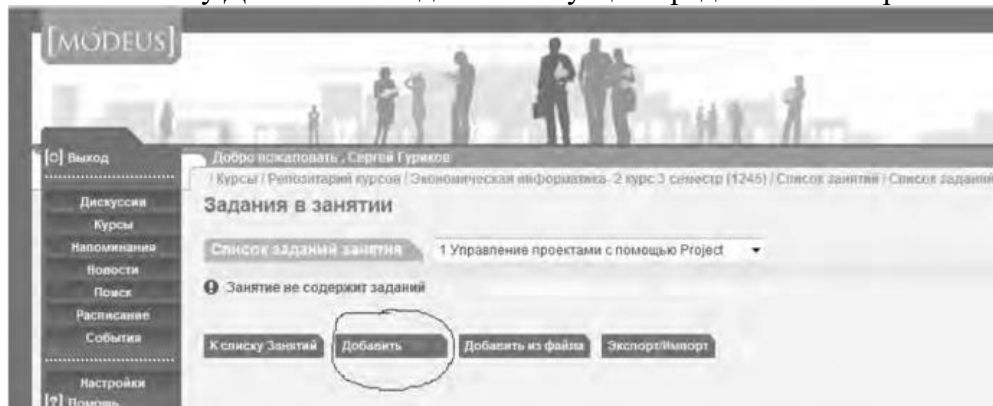 [MODEUS]
[O] Выход
Добро пожаловать, Сергей Гуриков
/ Курсы / Репозитарий курсов / Экономическая информатика- 2 курс 3 семестр (1245) / Список занятий / Список заданий
Дискуссии
Курсы
Напоминания
Новости
Поиск
Расписание
События
Настройки
[?] Помощь
Задания в занятии
Список заданий занятия
1 Управление проектами с помощью Project
Занятие не содержит заданий
К списку Занятий
Добавить
Добавить из файла
Экспорт/Импорт